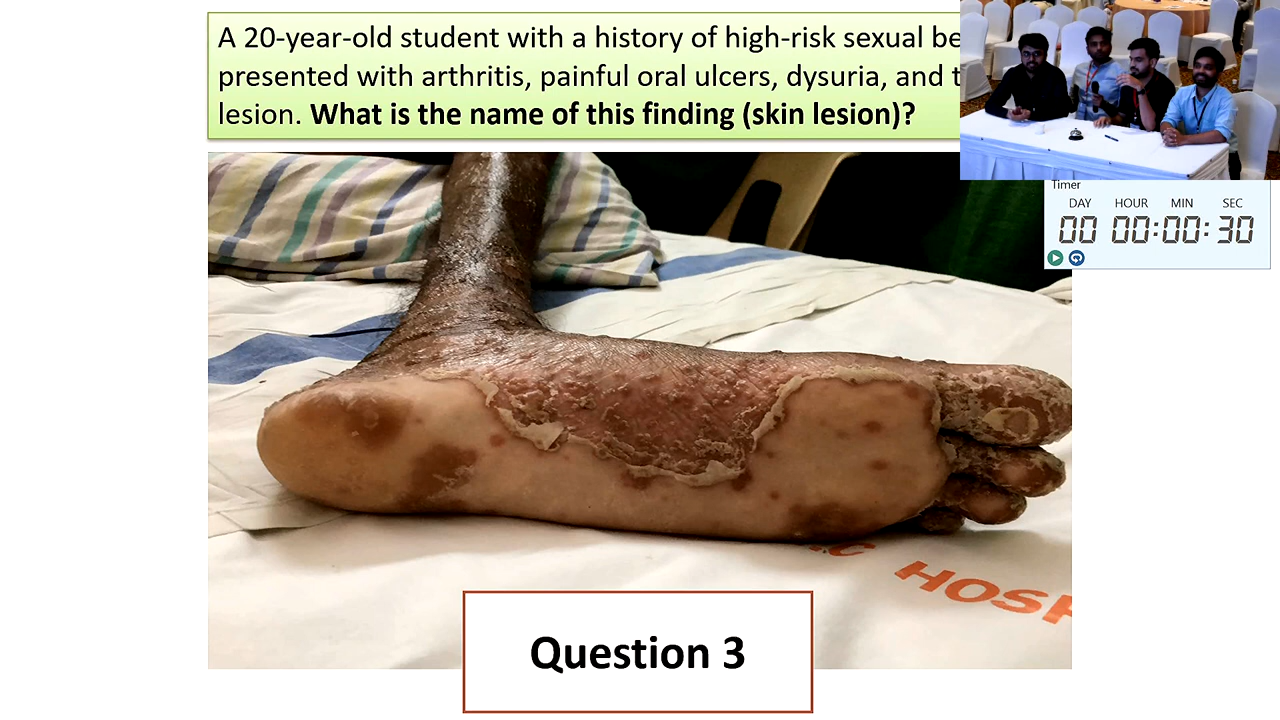 A 20-year-old student with a history of high-risk sexual
presented with arthritis, painful oral ulcers, dysuria, and
lesion. What is the name of this finding (skin lesion)?
Timer
DAY HOUR MIN SEC
00 00:00:30
HOSP
Question 3